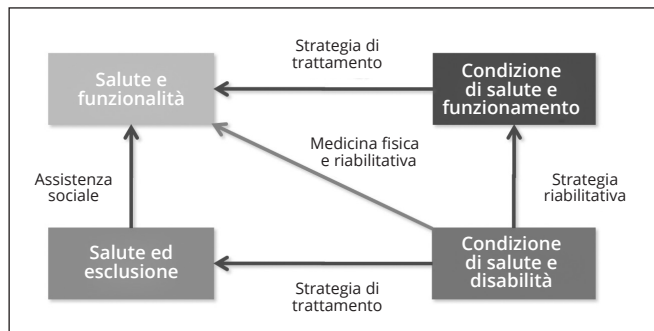 Strategia di
trattamento
Salute e
funzionalità
Condizione
di salute e
funzionamento
Medicina fisica
e riabilitativa
Assistenza
sociale
Strategia
riabilitativa
Salute ed
esclusione
Condizione
di salute e
disabilità
Strategia di
trattamento